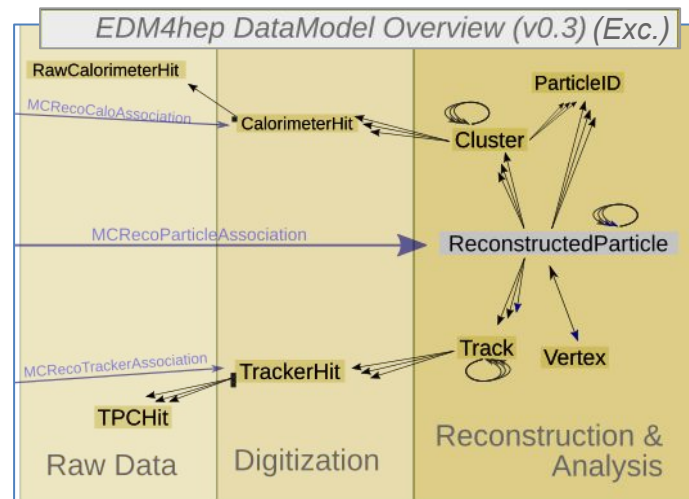 EDM4hep DataModel Overview (v0.3) (Exc.)
RawCalorimeterHit
ParticleID
MCRecoCaloAssociation
CalorimeterHit
Cluster
MCRecoParticleAssociation
ReconstructedParticle
MCRecoTrackerAssociation
TrackerHit
Track
Vertex
TPCHit
Raw Data
Digitization
Reconstruction &
Analysis